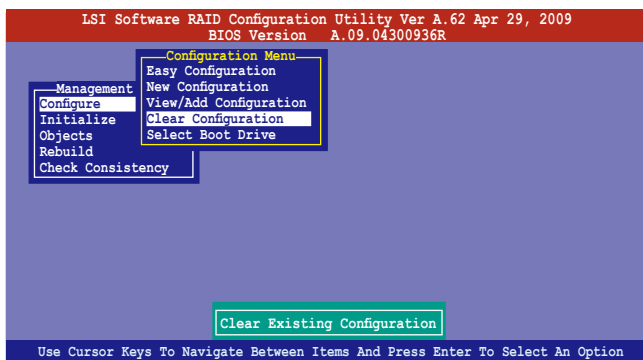 LSI Software RAID Configuration Utility Ver A.62 Apr 29, 2009
BIOS Version A.09.04300936R
Configuration Menu
Easy Configuration
New Configuration
View/Add Configuration
Clear Configuration
Select Boot Drive
Management
Configure
Initialize
Objects
Rebuild
Check Consistency
Clear Existing Configuration
Use Cursor Keys To Navigate Between Items And Press Enter To Select An Option